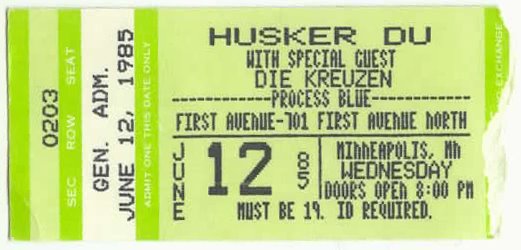 0203
SEC ROW SEAT
GEN. ADM.
JUNE 12, 1985
ADMIT ONE THIS DATE ONLY
HUSKER DU
WITH SPECIAL GUEST
DIE KREUZEN
PROCESS BLUE
FIRST AVENUE-701 FIRST AVENUE NORTH
JUNE 12 85
MINNEAPOLIS, MN
WEDNESDAY
DOORS OPEN 8:00 PM
MUST BE 19. ID REQUIRED.
EXCHANGE